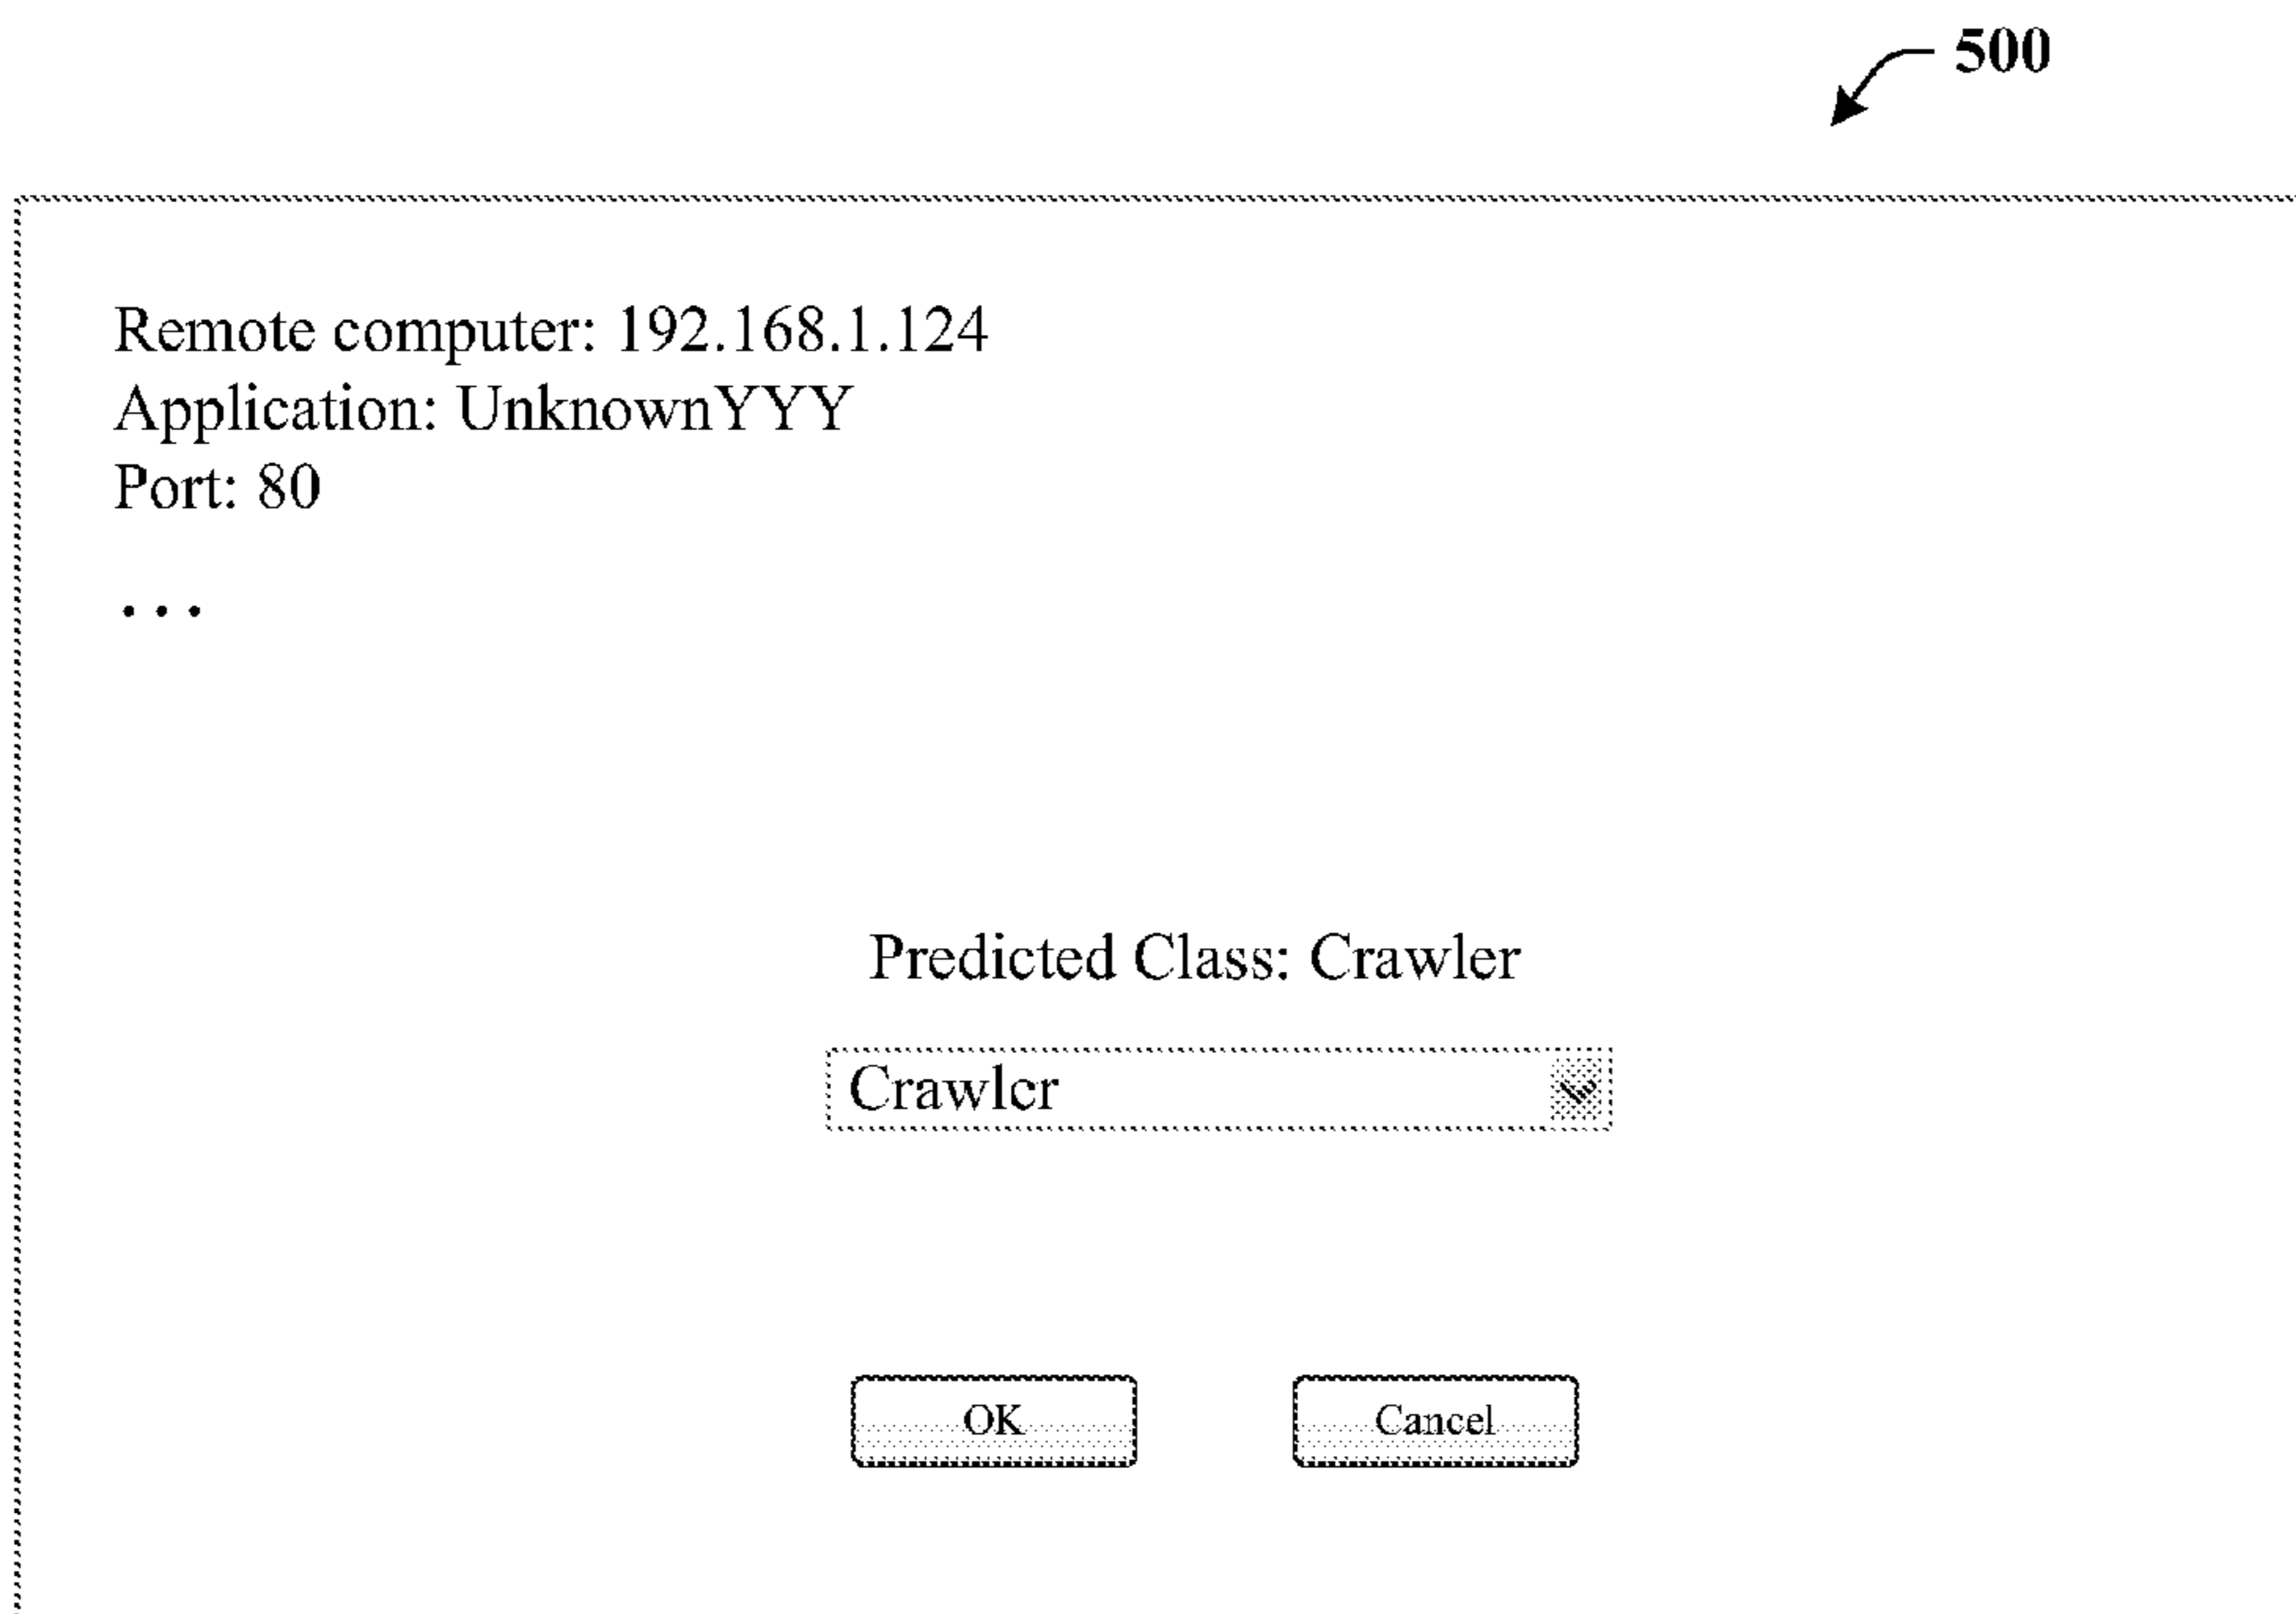 500
Remote computer: 192.168.1.124
Application: UnknownYYY
Port: 80
...
Predicted Class: Crawler
Crawler
OK
Cancel